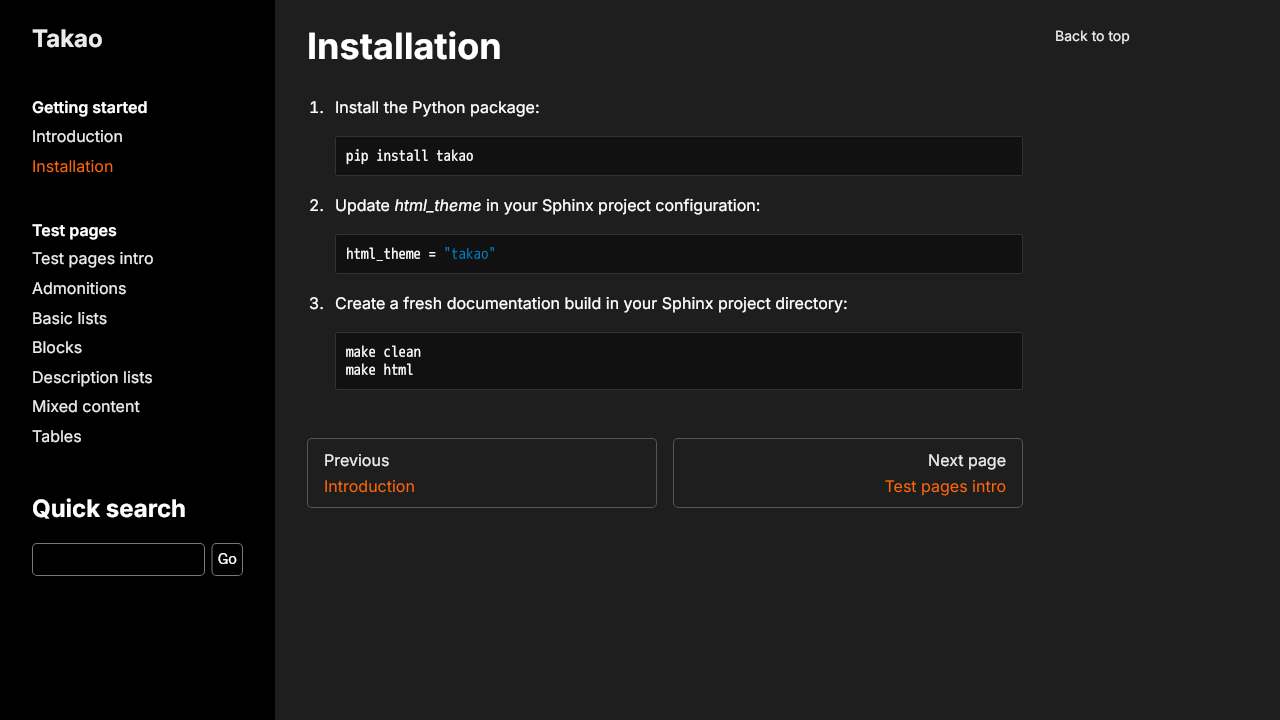 Takao
Getting started
Introduction
Installation
Test pages
Test pages intro
Admonitions
Basic lists
Blocks
Description lists
Mixed content
Tables
Quick search
Go
Installation
1. Install the Python package:
pip install takao
2. Update html_theme in your Sphinx project configuration:
html_theme = "takao"
3. Create a fresh documentation build in your Sphinx project directory:
make clean
make html
Previous
Introduction
Next page
Test pages intro
Back to top